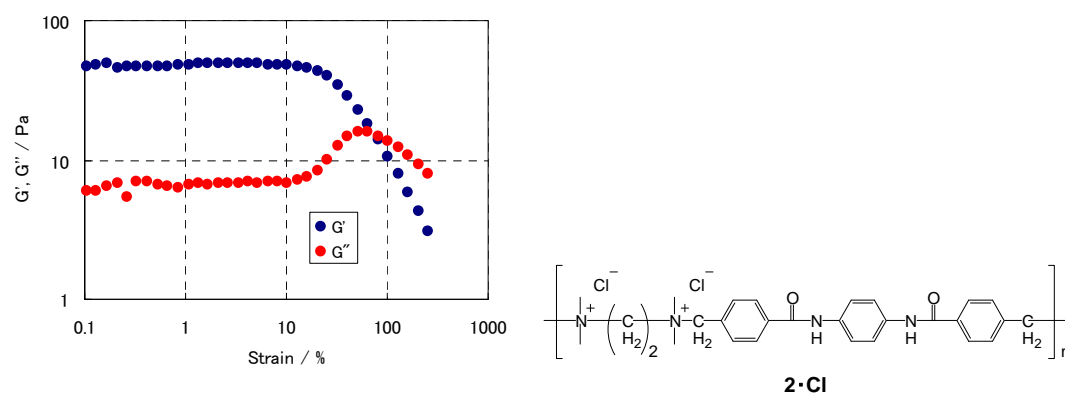 100
10
1
G', G'' / Pa
0.1 1 10 100 1000
Strain / %
G'
G''
Cl−
Cl−
N+
(C H2)2
N+
C H2
O
N H
N H
O
C H2
n
2·Cl